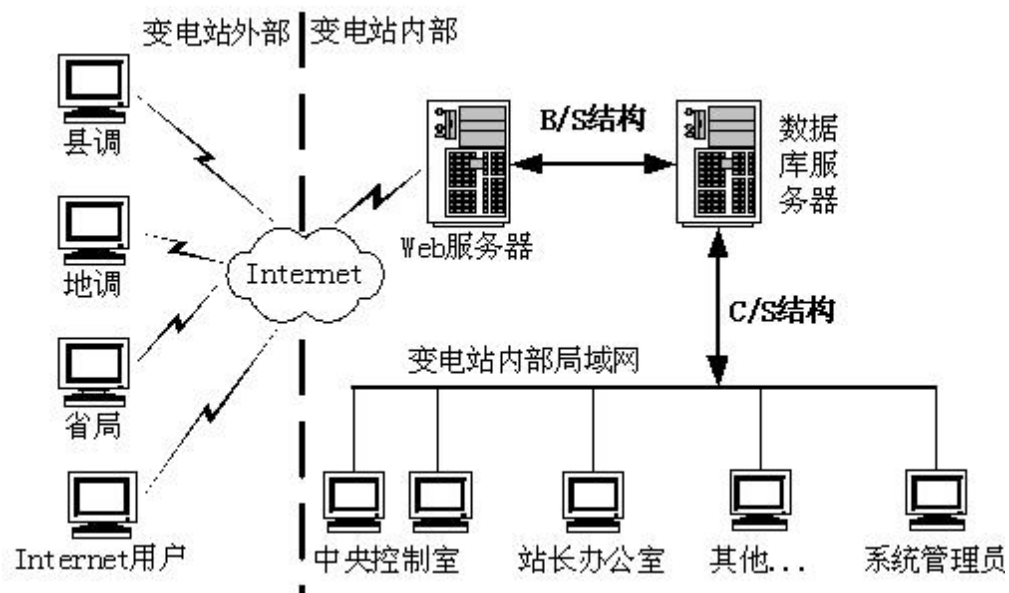 变电站外部
变电站内部
县调
地调
省局
Internet用户
Internet
Web服务器
B/S结构
数据
库服
务器
C/S结构
变电站内部局域网
中央控制室
站长办公室
其他...
系统管理员